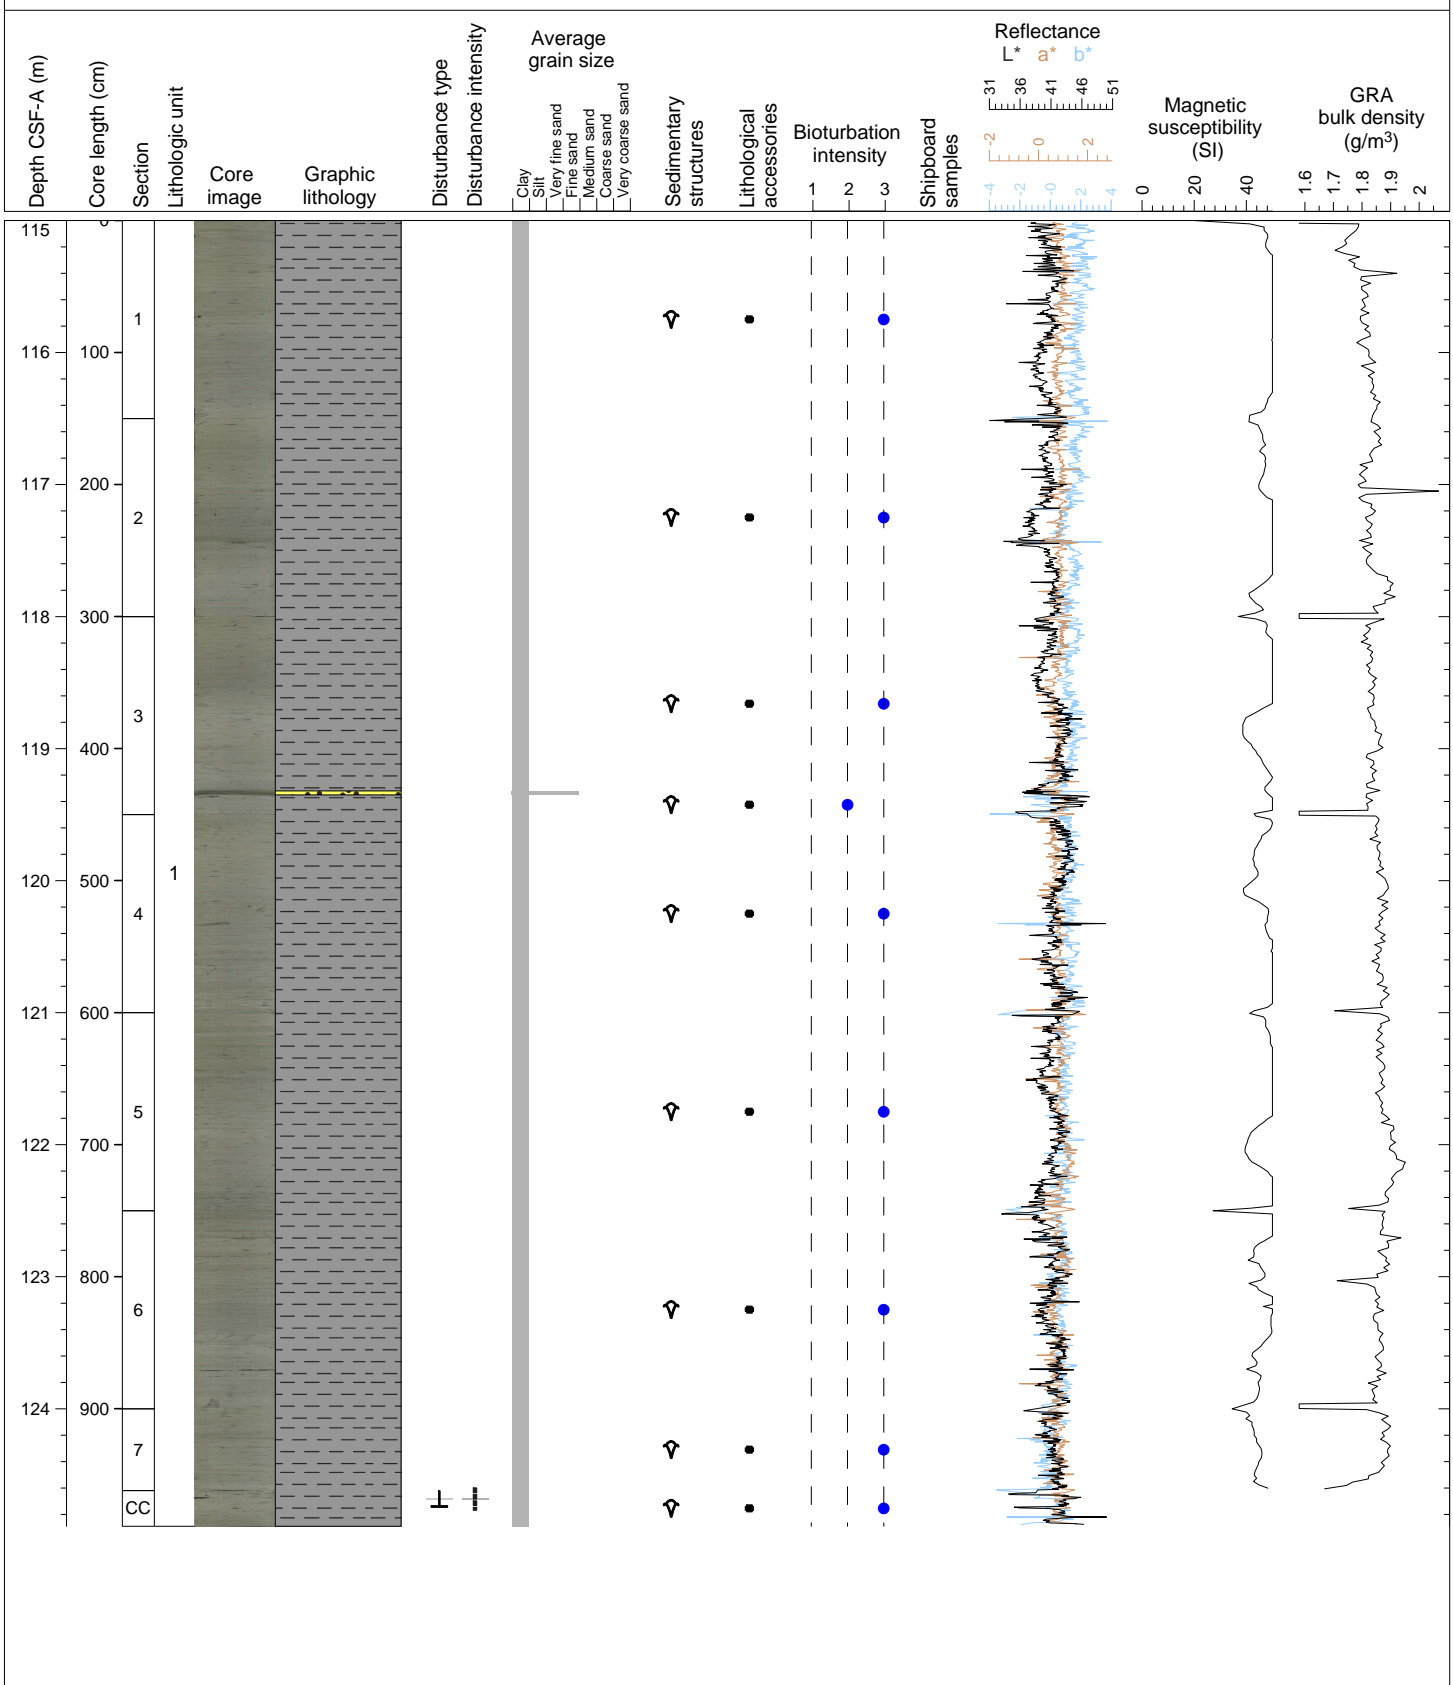 Depth CSF-A (m)
Core length (cm)
Section
Lithologic unit
Core
image
Graphic
lithology
Disturbance type
Disturbance intensity
Average
grain size
Clay
Silt
Very fine sand
Fine sand
Medium sand
Coarse sand
Very coarse sand
Sedimentary
structures
Lithological
accessories
Bioturbation
intensity
1 2 3
Shipboard
samples
Reflectance
L* a* b*
31 36 41 46 51
-2 0 2
-4 -2 -0 2 4
Magnetic
susceptibility
(SI)
0 20 40
GRA
bulk density
(g/m³)
1.6 1.7 1.8 1.9 2
115 0
1
116 100
117 200
2
118 300
3
119 400
1
120 500
4
121 600
5
122 700
123 800
6
124 900
7
CC